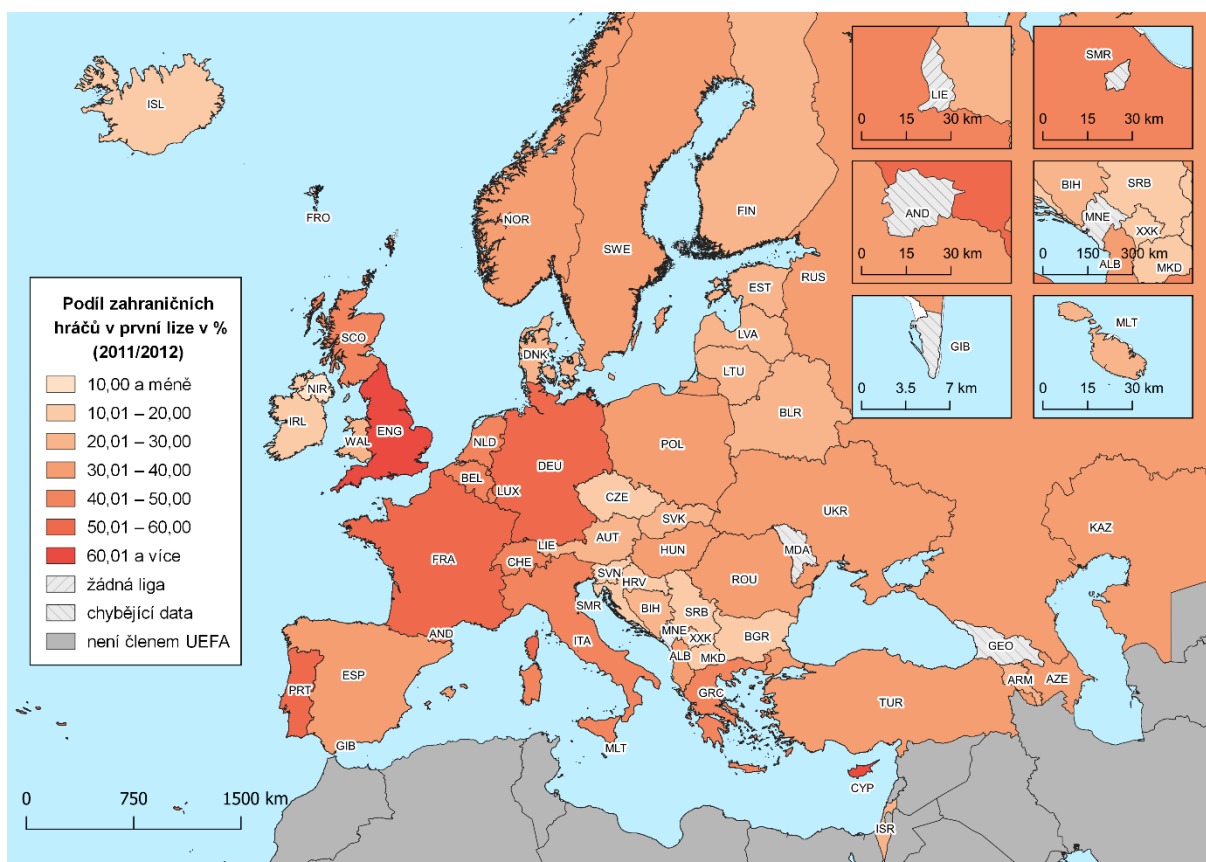 ISL
FRO
NOR
SWE
FIN
RUS
EST
LVA
LTU
BLR
DNK
SCO
NIR
IRL
WAL
ENG
NLD
BEL
LUX
DEU
POL
CZE
SVK
UKR
KAZ
FRA
CHE
LIE
AUT
HUN
MDA
ROU
SVN
HRV
BIH
SRB
SMR
MNE
XXK
BGR
ITA
ALB
MKD
AND
ESP
PRT
GIB
GRC
MLT
TUR
GEO
ARM
AZE
CYP
ISR
Podíl zahraničních
hráčů v první lize v %
(2011/2012)
10,00 a méně
10,01 – 20,00
20,01 – 30,00
30,01 – 40,00
40,01 – 50,00
50,01 – 60,00
60,01 a více
žádná liga
chybějící data
není členem UEFA
0 750 1500 km
LIE
0 15 30 km
SMR
0 15 30 km
AND
0 15 30 km
BIH
SRB
MNE
XXK
0 150 300 km
ALB
MKD
GIB
0 3.5 7 km
MLT
0 15 30 km